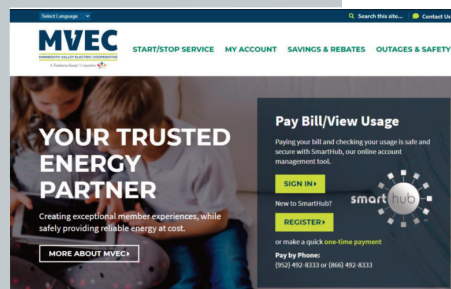 Select Language
Search this site...
Contact Us
MVEC
MINNESOTA VALLEY ELECTRIC COOPERATIVE
A Touchstone Energy® Cooperative
START/STOP SERVICE
MY ACCOUNT
SAVINGS & REBATES
OUTAGES & SAFETY
YOUR TRUSTED
ENERGY
PARTNER
Creating exceptional member experiences, while
safely providing reliable energy at cost.
MORE ABOUT MVEC
Pay Bill/View Usage
Paying your bill and checking your usage is safe and
secure with SmartHub, our online account
management tool.
SIGN IN
New to SmartHub?
REGISTER
or make a quick one-time payment
Pay by Phone:
(952) 492-8333 or (866) 492-8333
smart hub